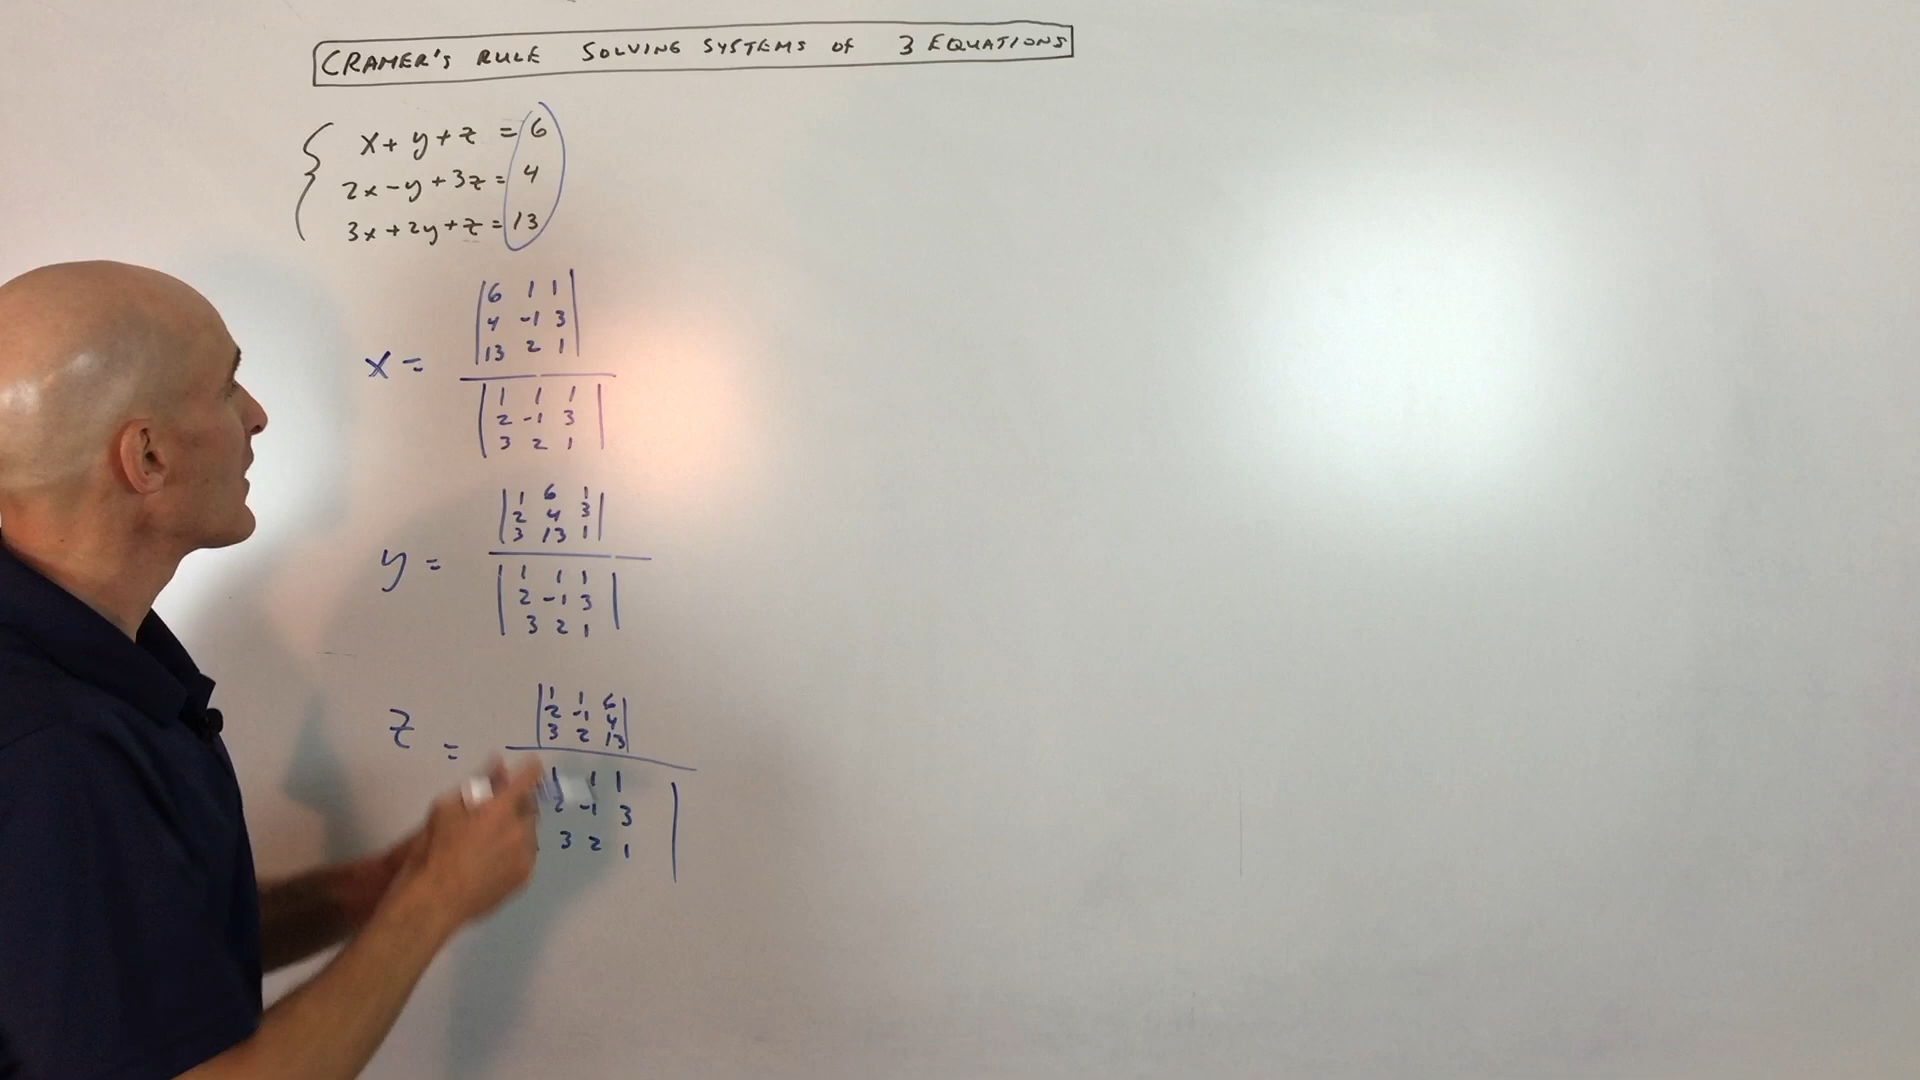 CRAMER'S RULE SOLVING SYSTEMS OF 3 EQUATIONS
x + y + z = 6
2x - y + 3z = 4
3x + 2y + z = 13
6 1 1
4 -1 3
13 2 1
x =
1 1 1
2 -1 3
3 2 1
1 6 1
2 4 3
3 13 1
y =
1 1 1
2 -1 3
3 2 1
1 1 6
2 -1 4
3 2 13
z =
1 1 1
2 -1 3
3 2 1